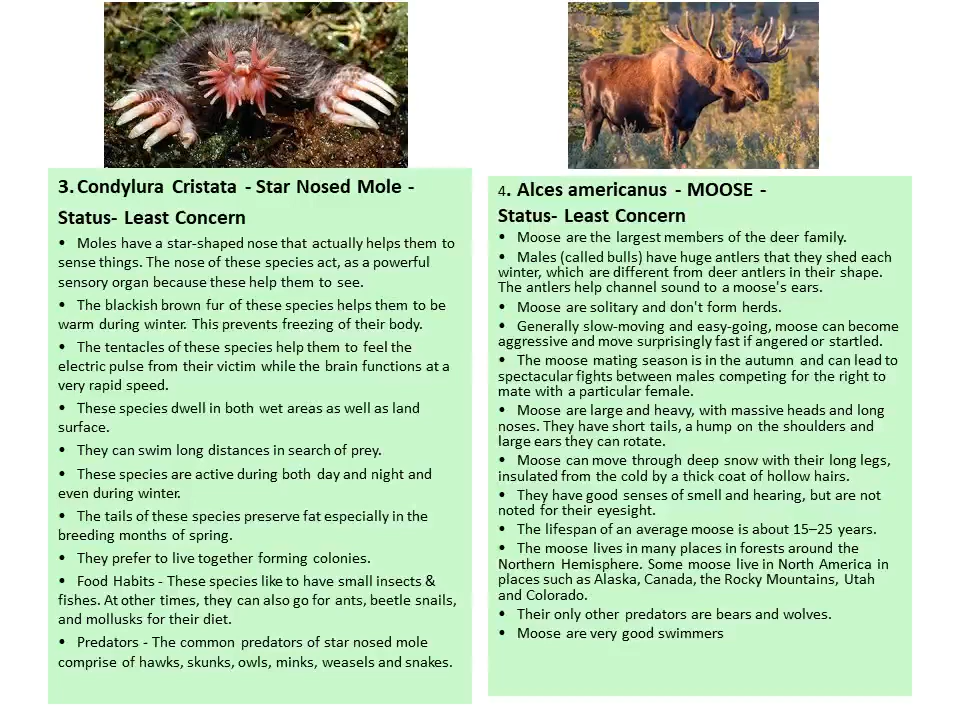 3. Condylura Cristata - Star Nosed Mole -
Status- Least Concern
• Moles have a star-shaped nose that actually helps them to
sense things. The nose of these species act, as a powerful
sensory organ because these help them to see.
• The blackish brown fur of these species helps them to be
warm during winter. This prevents freezing of their body.
• The tentacles of these species help them to feel the
electric pulse from their victim while the brain functions at a
very rapid speed.
• These species dwell in both wet areas as well as land
surface.
• They can swim long distances in search of prey.
• These species are active during both day and night and
even during winter.
• The tails of these species preserve fat especially in the
breeding months of spring.
• They prefer to live together forming colonies.
• Food Habits - These species like to have small insects &
fishes. At other times, they can also go for ants, beetle snails,
and mollusks for their diet.
• Predators - The common predators of star nosed mole
comprise of hawks, skunks, owls, minks, weasels and snakes.
4. Alces americanus - MOOSE -
Status- Least Concern
• Moose are the largest members of the deer family.
• Males (called bulls) have huge antlers that they shed each
winter, which are different from deer antlers in their shape.
The antlers help channel sound to a moose's ears.
• Moose are solitary and don't form herds.
• Generally slow-moving and easy-going, moose can become
aggressive and move surprisingly fast if angered or startled.
• The moose mating season is in the autumn and can lead to
spectacular fights between males competing for the right to
mate with a particular female.
• Moose are large and heavy, with massive heads and long
noses. They have short tails, a hump on the shoulders and
large ears they can rotate.
• Moose can move through deep snow with their long legs,
insulated from the cold by a thick coat of hollow hairs.
• They have good senses of smell and hearing, but are not
noted for their eyesight.
• The lifespan of an average moose is about 15–25 years.
• The moose lives in many places in forests around the
Northern Hemisphere. Some moose live in North America in
places such as Alaska, Canada, the Rocky Mountains, Utah
and Colorado.
• Their only other predators are bears and wolves.
• Moose are very good swimmers